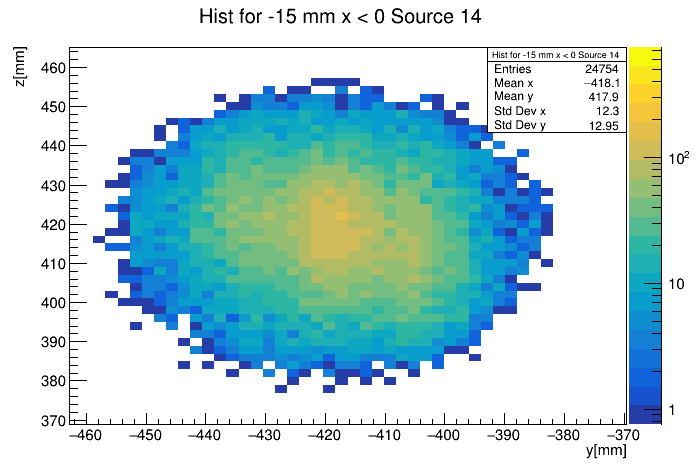 Hist for -15 mm x < 0 Source 14
z[mm]
Hist for -15 mm x < 0 Source 14
Entries 24754
Mean x −418.1
Mean y 417.9
Std Dev x 12.3
Std Dev y 12.95
460
450
440
430
420
410
400
390
380
370
−460 −450 −440 −430 −420 −410 −400 −390 −380 −370
y[mm]
10²
10
1